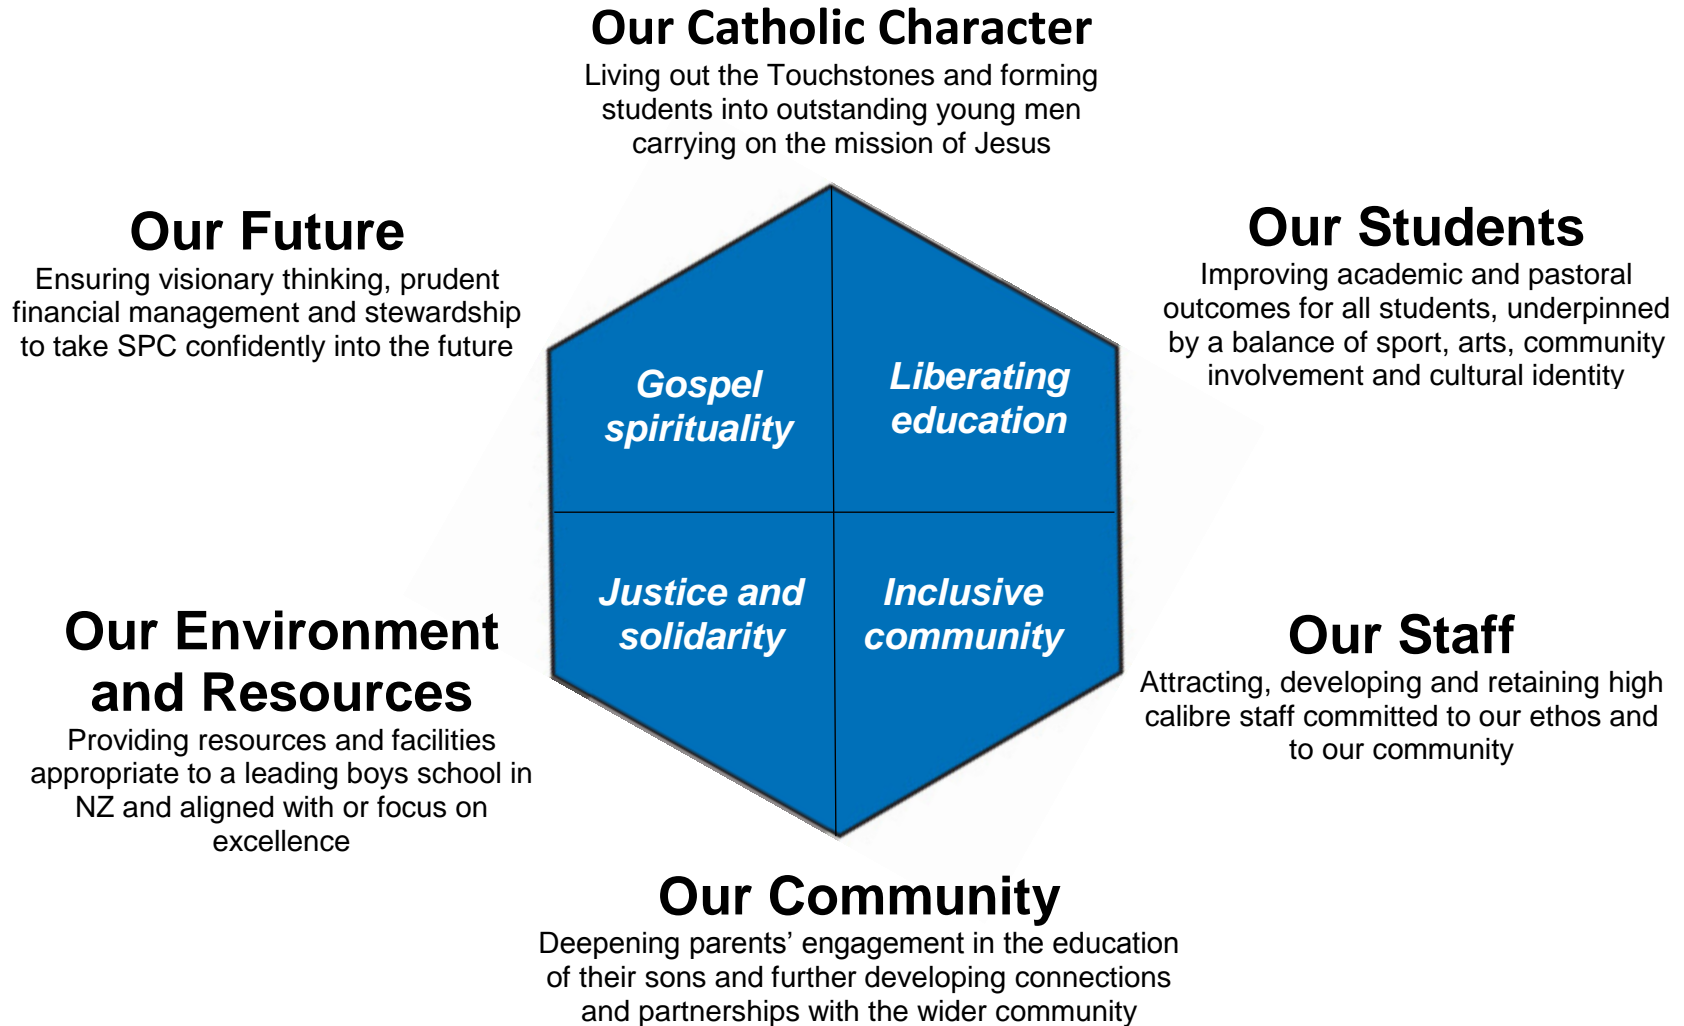 Our Catholic Character
Living out the Touchstones and forming
students into outstanding young men
carrying on the mission of Jesus
Our Future
Ensuring visionary thinking, prudent
financial management and stewardship
to take SPC confidently into the future
Our Students
Improving academic and pastoral
outcomes for all students, underpinned
by a balance of sport, arts, community
involvement and cultural identity
Gospel
spirituality
Liberating
education
Justice and
solidarity
Inclusive
community
Our Environment
and Resources
Providing resources and facilities
appropriate to a leading boys school in
NZ and aligned with or focus on
excellence
Our Staff
Attracting, developing and retaining high
calibre staff committed to our ethos and
to our community
Our Community
Deepening parents’ engagement in the education
of their sons and further developing connections
and partnerships with the wider community